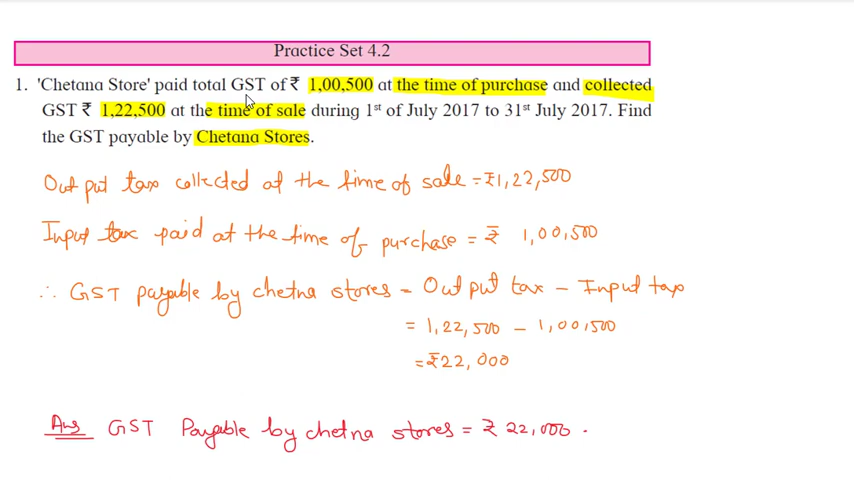 Practice Set 4.2
1. 'Chetana Store' paid total GST of ₹ 1,00,500 at the time of purchase and collected
GST ₹ 1,22,500 at the time of sale during 1st of July 2017 to 31st July 2017. Find
the GST payable by Chetana Stores.
Output tax collected at the time of sale = ₹1,22,500
Input tax paid at the time of purchase = ₹ 1,00,500
∴ GST payable by chetna stores = Output tax – Input tax
= 1,22,500 – 1,00,500
= ₹22,000
Ans GST Payable by chetna stores = ₹ 22,000.